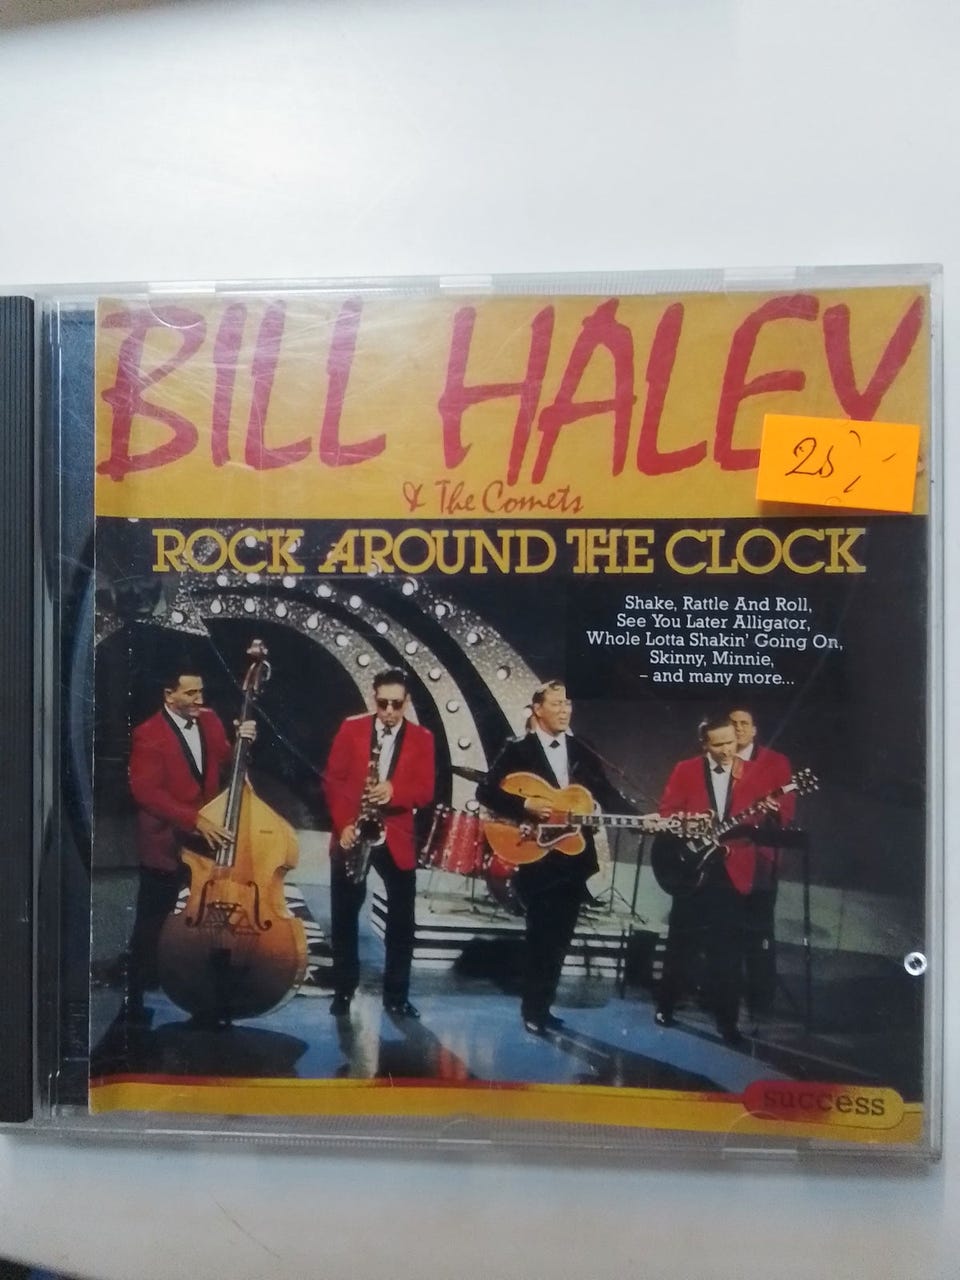 BILL HALEY
& The Comets
ROCK AROUND THE CLOCK
Shake, Rattle And Roll,
See You Later Alligator,
Whole Lotta Shakin' Going On,
Skinny, Minnie,
– and many more...
success